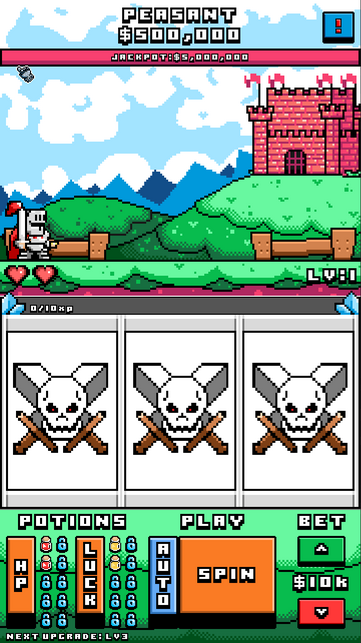 PEASANT
$500,000
!
JACKPOT:$5,000,000
LV:1
0/10XP
POTIONS PLAY BET
HP
LUCK
AUTO
SPIN
$10K
NEXT UPGRADE:LV3